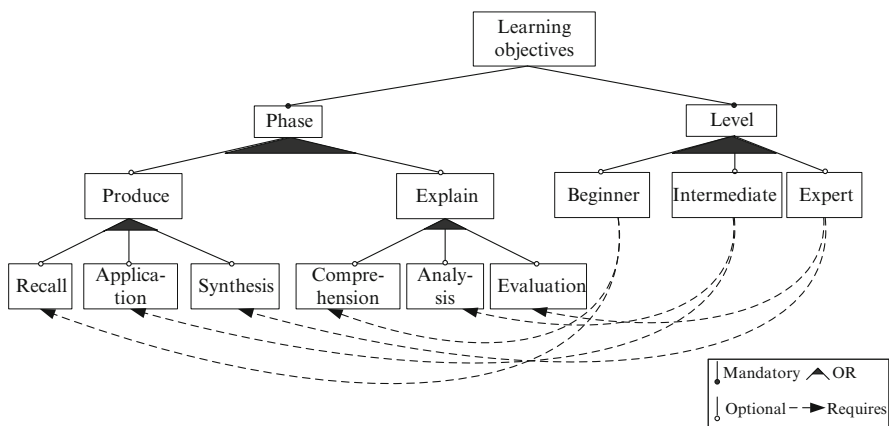 Learning
objectives
Phase
Level
Produce
Explain
Beginner
Intermediate
Expert
Recall
Applica-
tion
Synthesis
Compre-
hension
Analy-
sis
Evaluation
Mandatory OR
Optional Requires